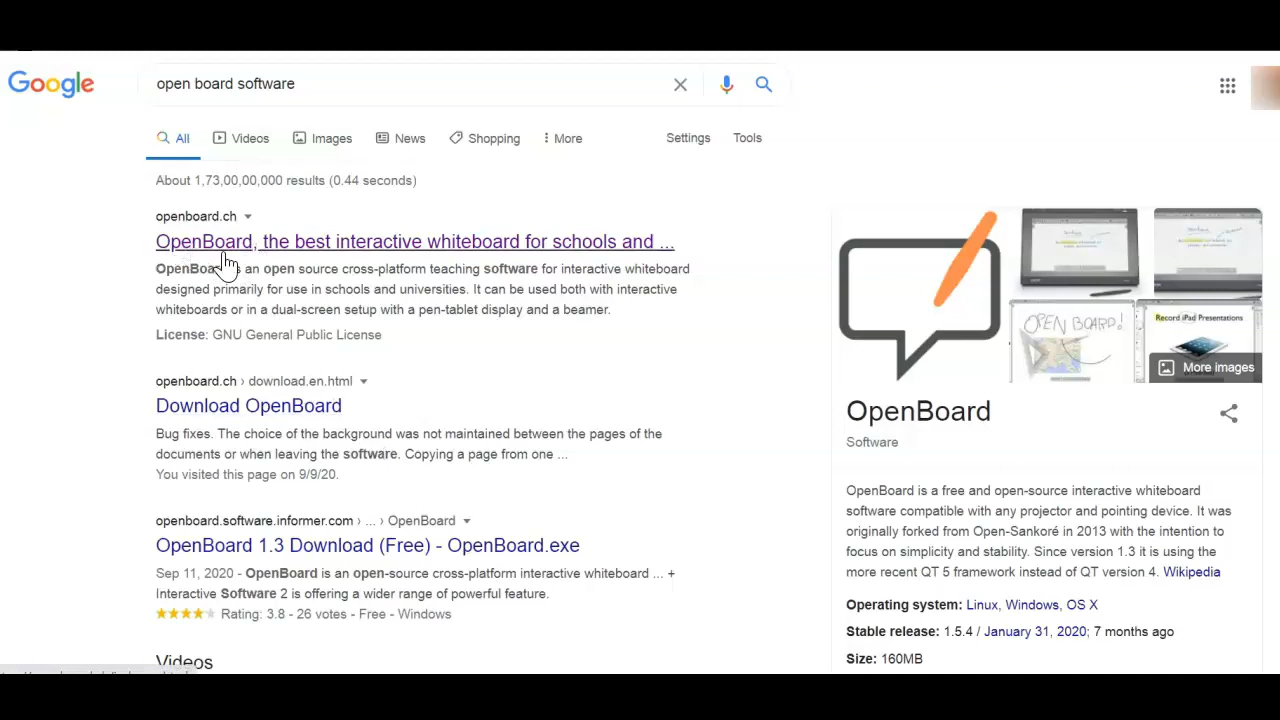 Google
open board software
All
Videos
Images
News
Shopping
More
Settings
Tools
About 1,73,00,00,000 results (0.44 seconds)
openboard.ch
OpenBoard, the best interactive whiteboard for schools and ...
an open source cross-platform teaching software for interactive whiteboard
designed primarily for use in schools and universities. It can be used both with interactive
whiteboards or in a dual-screen setup with a pen-tablet display and a beamer.
License: GNU General Public License
openboard.ch › download.en.html
Download OpenBoard
Bug fixes. The choice of the background was not maintained between the pages of the
documents or when leaving the software. Copying a page from one ...
You visited this page on 9/9/20.
openboard.software.informer.com › ... › OpenBoard
OpenBoard 1.3 Download (Free) - OpenBoard.exe
Sep 11, 2020 - OpenBoard is an open-source cross-platform interactive whiteboard ... +
Interactive Software 2 is offering a wider range of powerful feature.
Rating: 3.8 - 26 votes - Free - Windows
Videos
OPEN BOARD!
Record iPad Presentations
More images
OpenBoard
Software
OpenBoard is a free and open-source interactive whiteboard
software compatible with any projector and pointing device. It was
originally forked from Open-Sankoré in 2013 with the intention to
focus on simplicity and stability. Since version 1.3 it is using the
more recent QT 5 framework instead of QT version 4. Wikipedia
Operating system: Linux, Windows, OS X
Stable release: 1.5.4 / January 31, 2020; 7 months ago
Size: 160MB